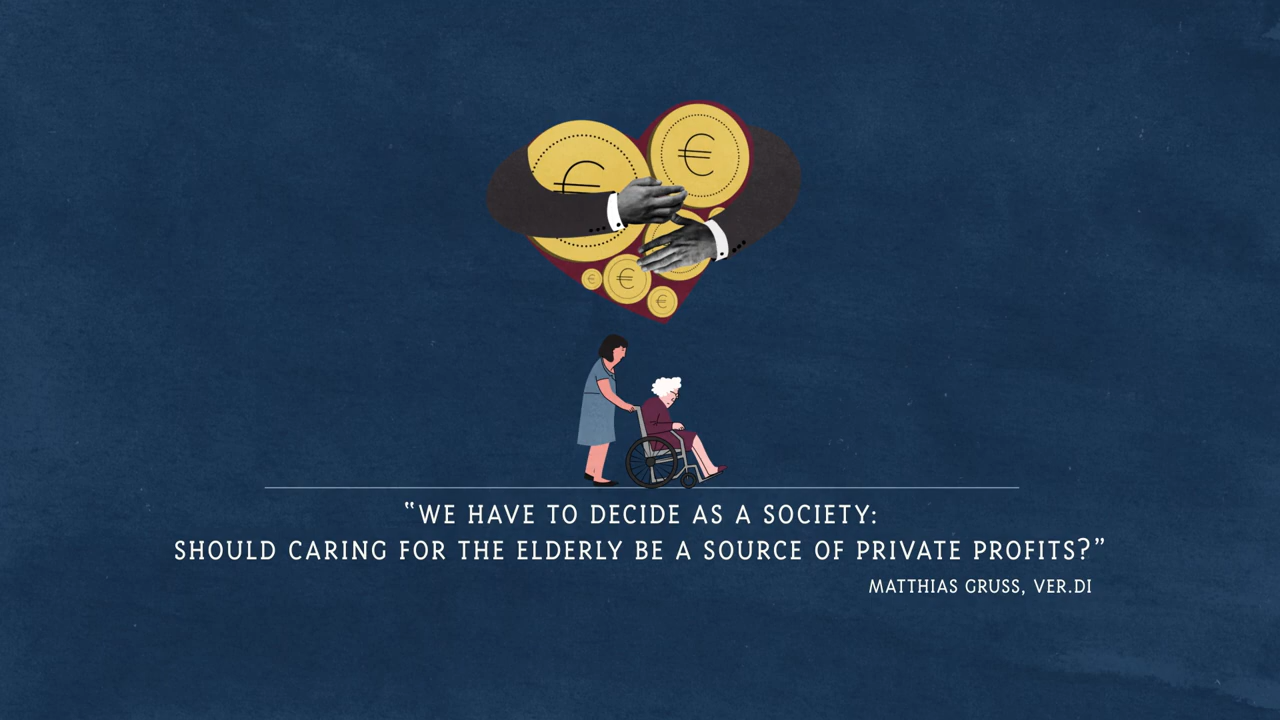 €
€
€
€
€
"WE HAVE TO DECIDE AS A SOCIETY:
SHOULD CARING FOR THE ELDERLY BE A SOURCE OF PRIVATE PROFITS?"
MATTHIAS GRUSS, VER.DI